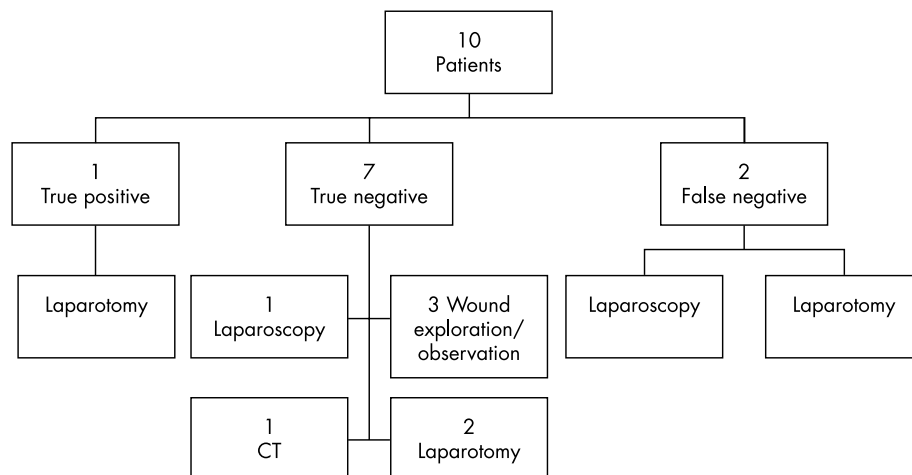 10
Patients
1
True positive
7
True negative
2
False negative
Laparotomy
1
Laparoscopy
3 Wound
exploration/
observation
Laparoscopy
Laparotomy
1
CT
2
Laparotomy